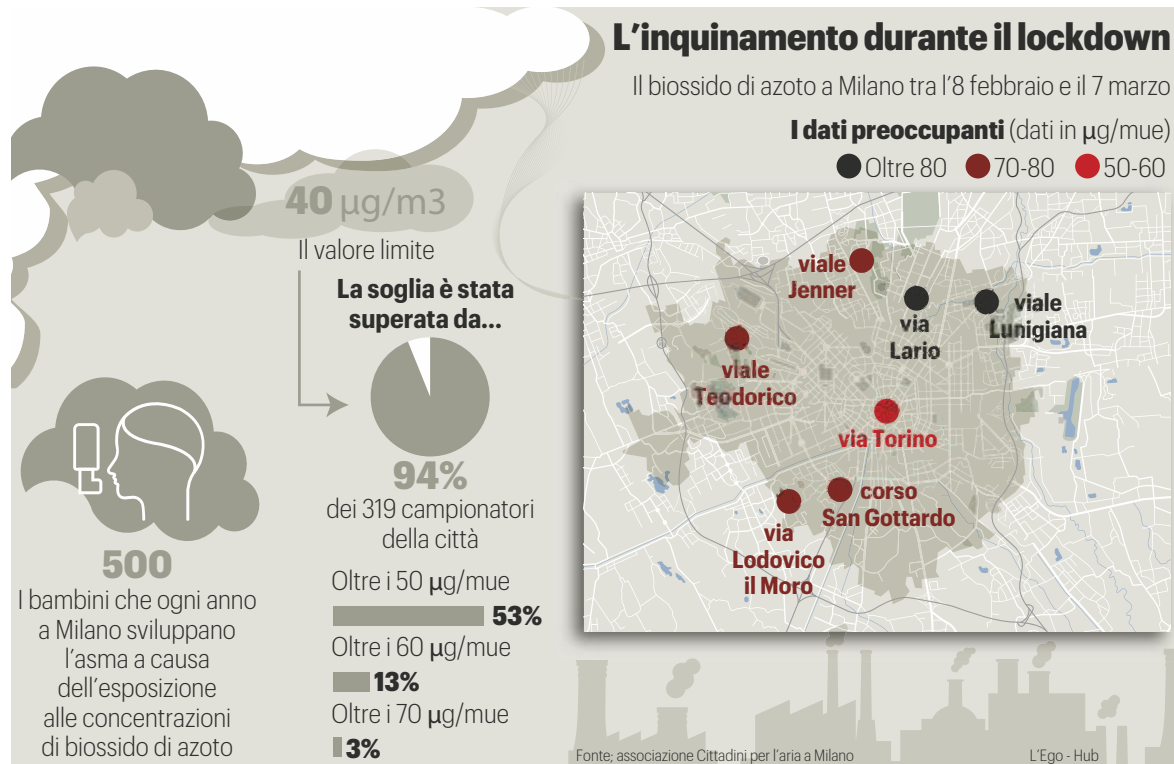 L'inquinamento durante il lockdown
Il biossido di azoto a Milano tra l'8 febbraio e il 7 marzo
I dati preoccupanti (dati in µg/mue)
Oltre 80
70-80
50-60
40 µg/m3
Il valore limite
La soglia è stata
superata da...
94%
dei 319 campionatori
della città
Oltre i 50 µg/mue
53%
Oltre i 60 µg/mue
13%
Oltre i 70 µg/mue
3%
500
I bambini che ogni anno
a Milano sviluppano
l'asma a causa
dell'esposizione
alle concentrazioni
di biossido di azoto
viale
Jenner
via
Lario
viale
Lunigiana
viale
Teodorico
via Torino
corso
San Gottardo
via
Lodovico
il Moro
Fonte; associazione Cittadini per l'aria a Milano
L'Ego - Hub